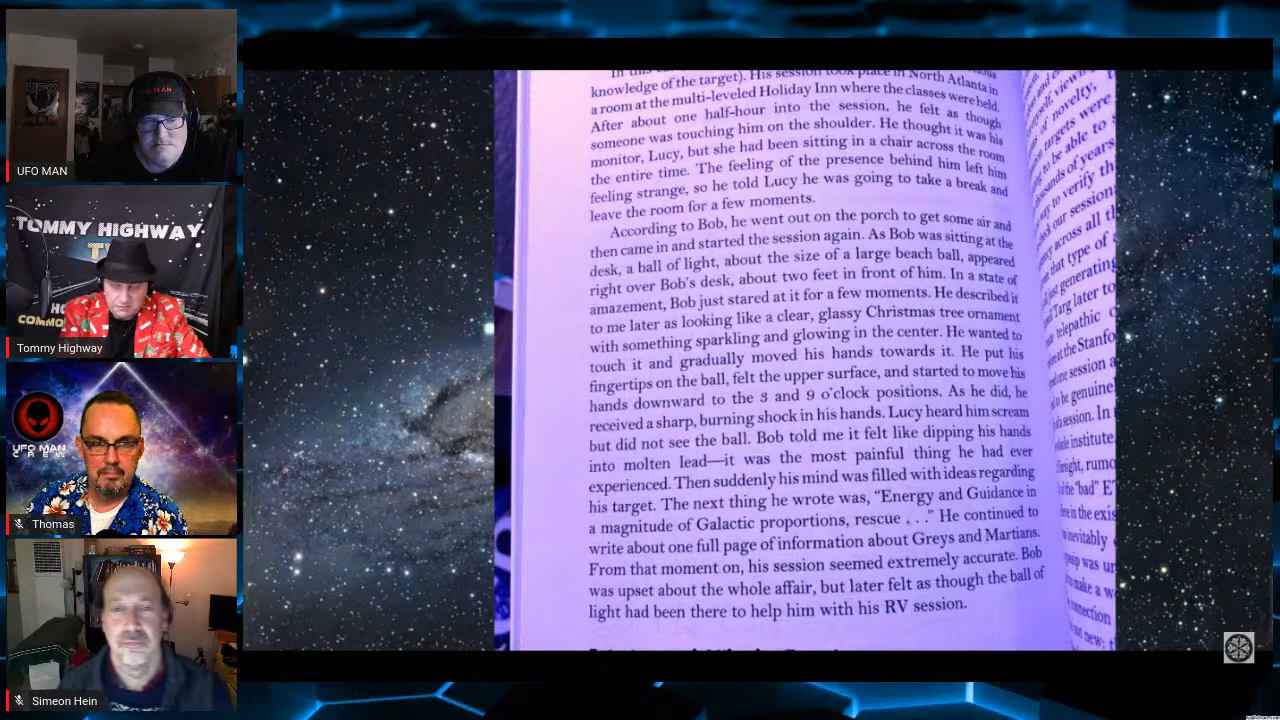 UFO MAN
TOMMY HIGHWAY
TV
COMMO
Tommy Highway
UFO MAN
CREW
Thomas
Simeon Hein
knowledge of the target). His session took place in North Atlanta in
a room at the multi-leveled Holiday Inn where the classes were held.
After about one half-hour into the session, he felt as though
someone was touching him on the shoulder. He thought it was his
monitor, Lucy, but she had been sitting in a chair across the room
the entire time. The feeling of the presence behind him left him
feeling strange, so he told Lucy he was going to take a break and
leave the room for a few moments.
According to Bob, he went out on the porch to get some air and
then came in and started the session again. As Bob was sitting at the
desk, a ball of light, about the size of a large beach ball, appeared
right over Bob's desk, about two feet in front of him. In a state of
amazement, Bob just stared at it for a few moments. He described it
to me later as looking like a clear, glassy Christmas tree ornament
with something sparkling and glowing in the center. He wanted to
touch it and gradually moved his hands towards it. He put his
fingertips on the ball, felt the upper surface, and started to move his
hands downward to the 3 and 9 o'clock positions. As he did, he
received a sharp, burning shock in his hands. Lucy heard him scream
but did not see the ball. Bob told me it felt like dipping his hands
into molten lead—it was the most painful thing he had ever
experienced. Then suddenly his mind was filled with ideas regarding
his target. The next thing he wrote was, "Energy and Guidance in
a magnitude of Galactic proportions, rescue . . ." He continued to
write about one full page of information about Greys and Martians.
From that moment on, his session seemed extremely accurate. Bob
was upset about the whole affair, but later felt as though the ball of
light had been there to help him with his RV session.